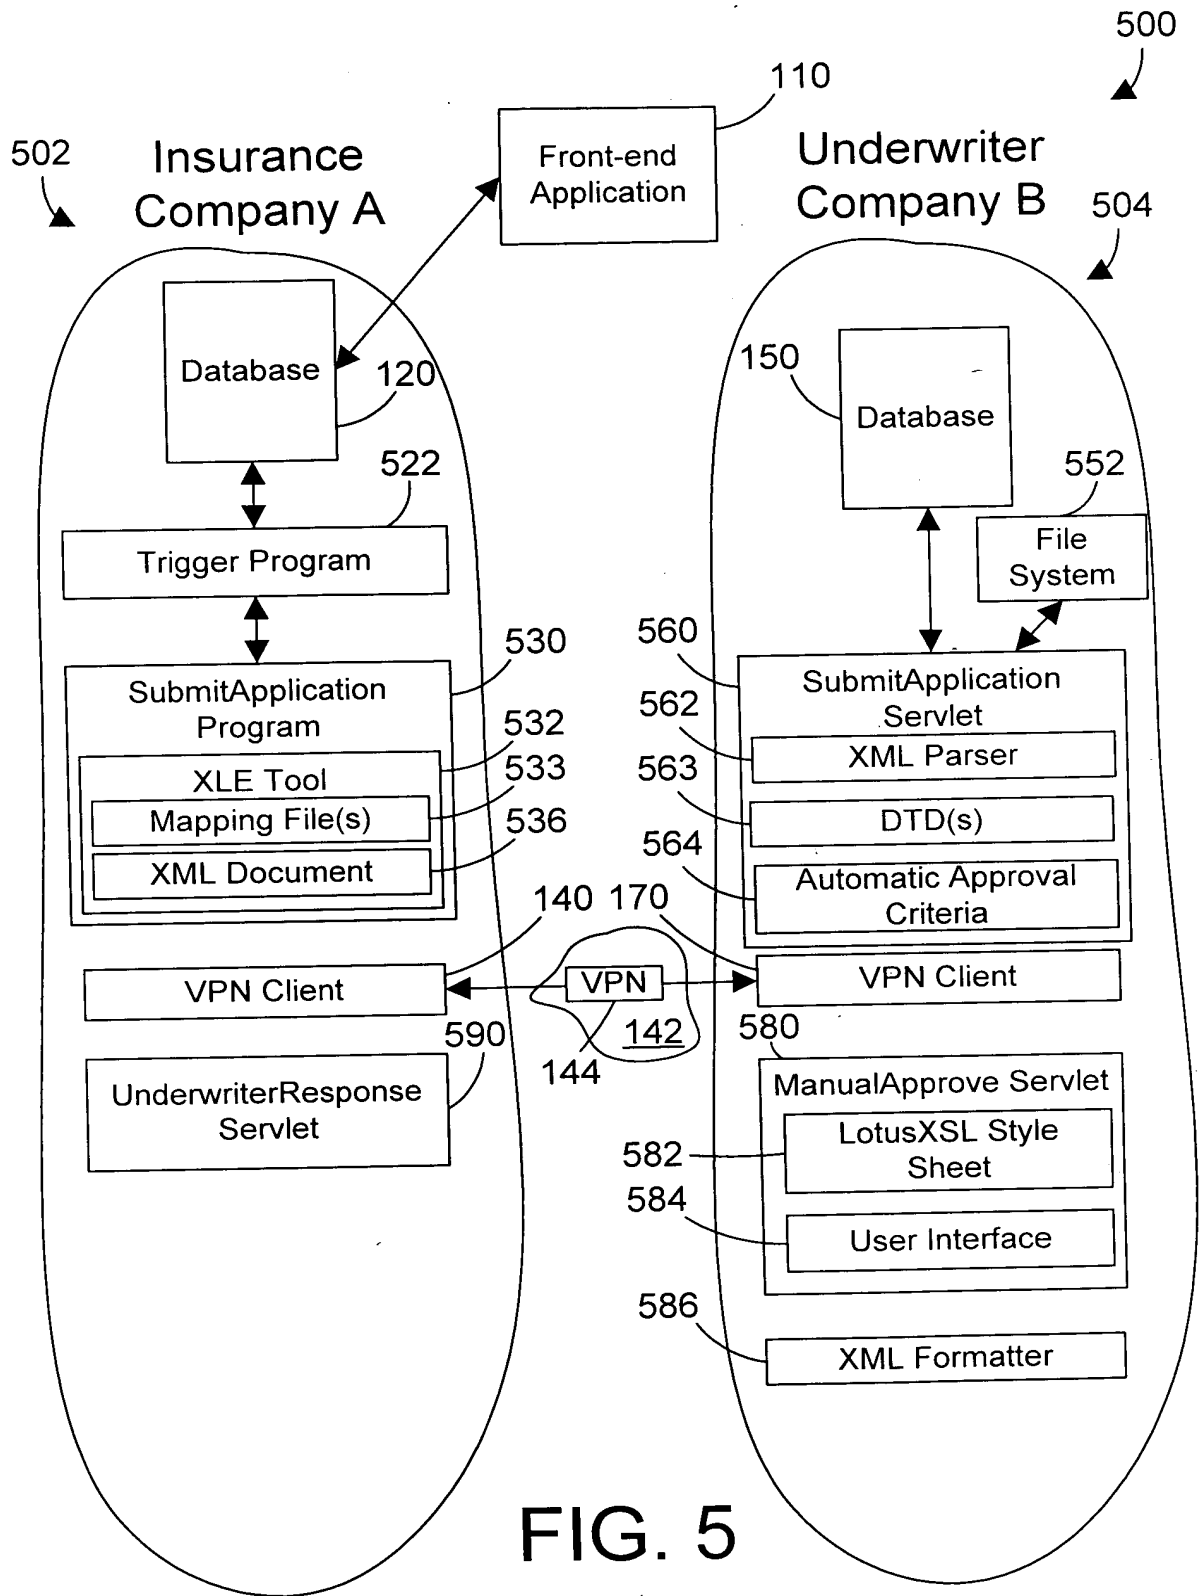 500
110
502
Insurance
Company A
Front-end
Application
Underwriter
Company B
504
Database
120
150
Database
522
552
Trigger Program
File
System
530
560
SubmitApplication
Program
SubmitApplication
Servlet
532
562
XLE Tool
XML Parser
533
563
Mapping File(s)
DTD(s)
536
564
XML Document
Automatic Approval
Criteria
140
170
VPN Client
VPN
VPN Client
142
144
590
580
UnderwriterResponse
Servlet
ManualApprove Servlet
582
LotusXSL Style
Sheet
584
User Interface
586
XML Formatter
FIG. 5